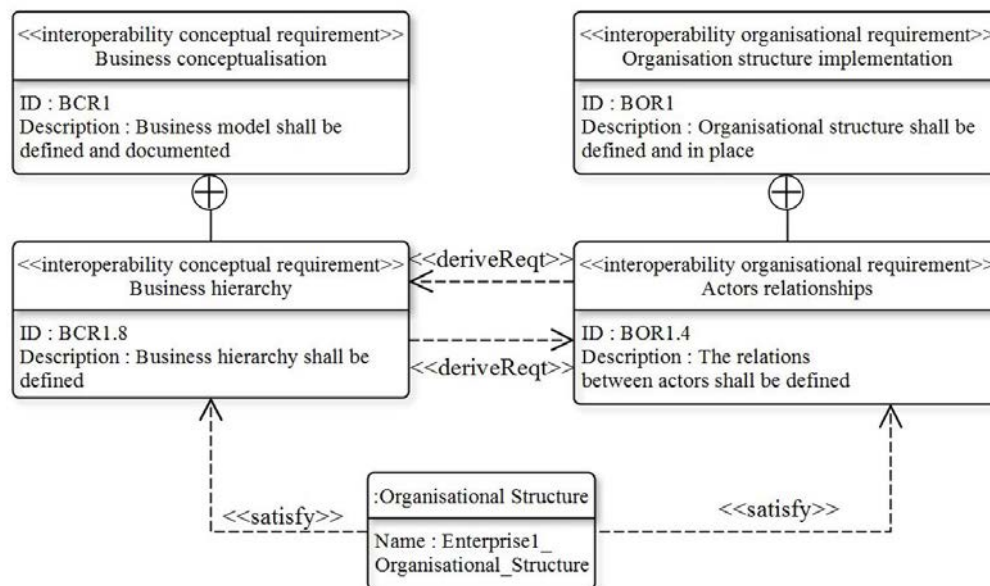 <<interoperability conceptual requirement>>
Business conceptualisation
ID : BCR1
Description : Business model shall be
defined and documented
<<interoperability organisational requirement>>
Organisation structure implementation
ID : BOR1
Description : Organisational structure shall be
defined and in place
<<interoperability conceptual requirement>>
Business hierarchy
ID : BCR1.8
Description : Business hierarchy shall be
defined
<<deriveReqt>>
<<deriveReqt>>
<<interoperability organisational requirement>>
Actors relationships
ID : BOR1.4
Description : The relations
between actors shall be defined
<<satisfy>>
:Organisational Structure
Name : Enterprise1_
Organisational_Structure
<<satisfy>>